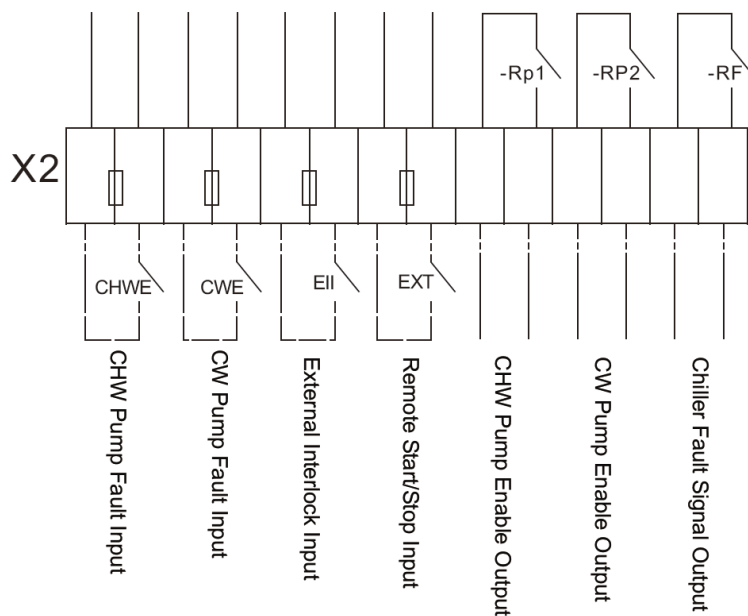 -Rp1
-RP2
-RF
X2
CHWE
CWE
EII
EXT
CHW Pump Fault Input
CW Pump Fault Input
External Interlock Input
Remote Start/Stop Input
CHW Pump Enable Output
CW Pump Enable Output
Chiller Fault Signal Output